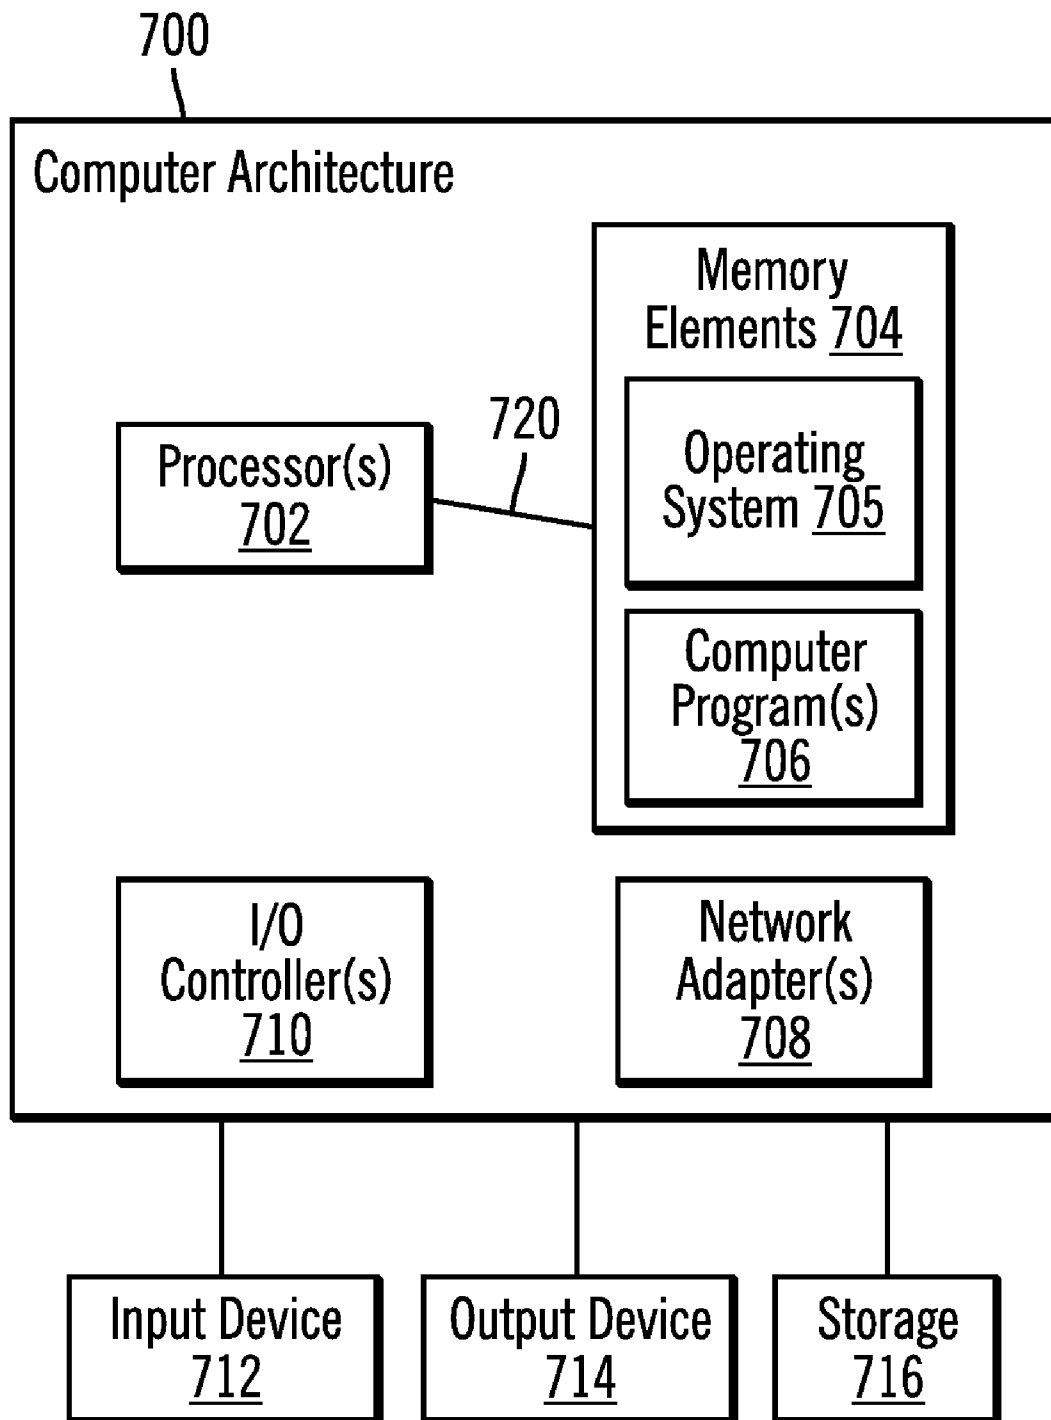 700
Computer Architecture
Memory
Elements 704
720
Processor(s)
702
Operating
System 705
Computer
Program(s)
706
I/O
Controller(s)
710
Network
Adapter(s)
708
Input Device
712
Output Device
714
Storage
716